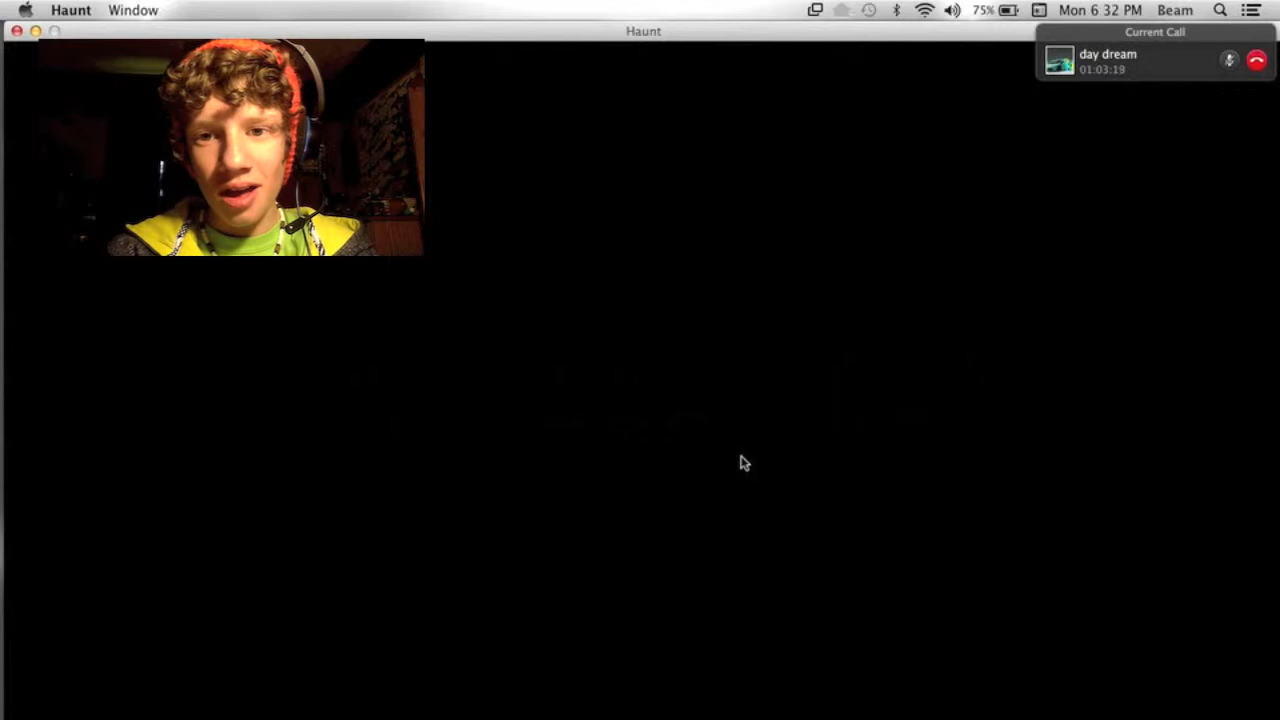 Haunt Window 75% Mon 6 32 PM Beam
Haunt
Current Call
day dream
01:03:19